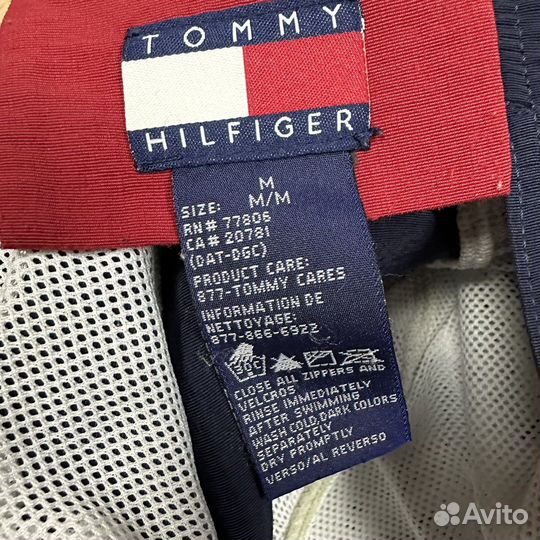 TOMMY
HILFIGER
M
SIZE: M/M
RN# 77806
CA# 20781
(DAT-DGC)
PRODUCT CARE:
877-TOMMY CARES
INFORMATION DE
NETTOYAGE:
877-866-6922
30C
CLOSE ALL ZIPPERS AND
VELCROS
RINSE IMMEDIATELY
AFTER SWIMMING
WASH COLD, DARK COLORS
SEPARATELY
DRY PROMPTLY
VERSO/AL REVERSO
Avito